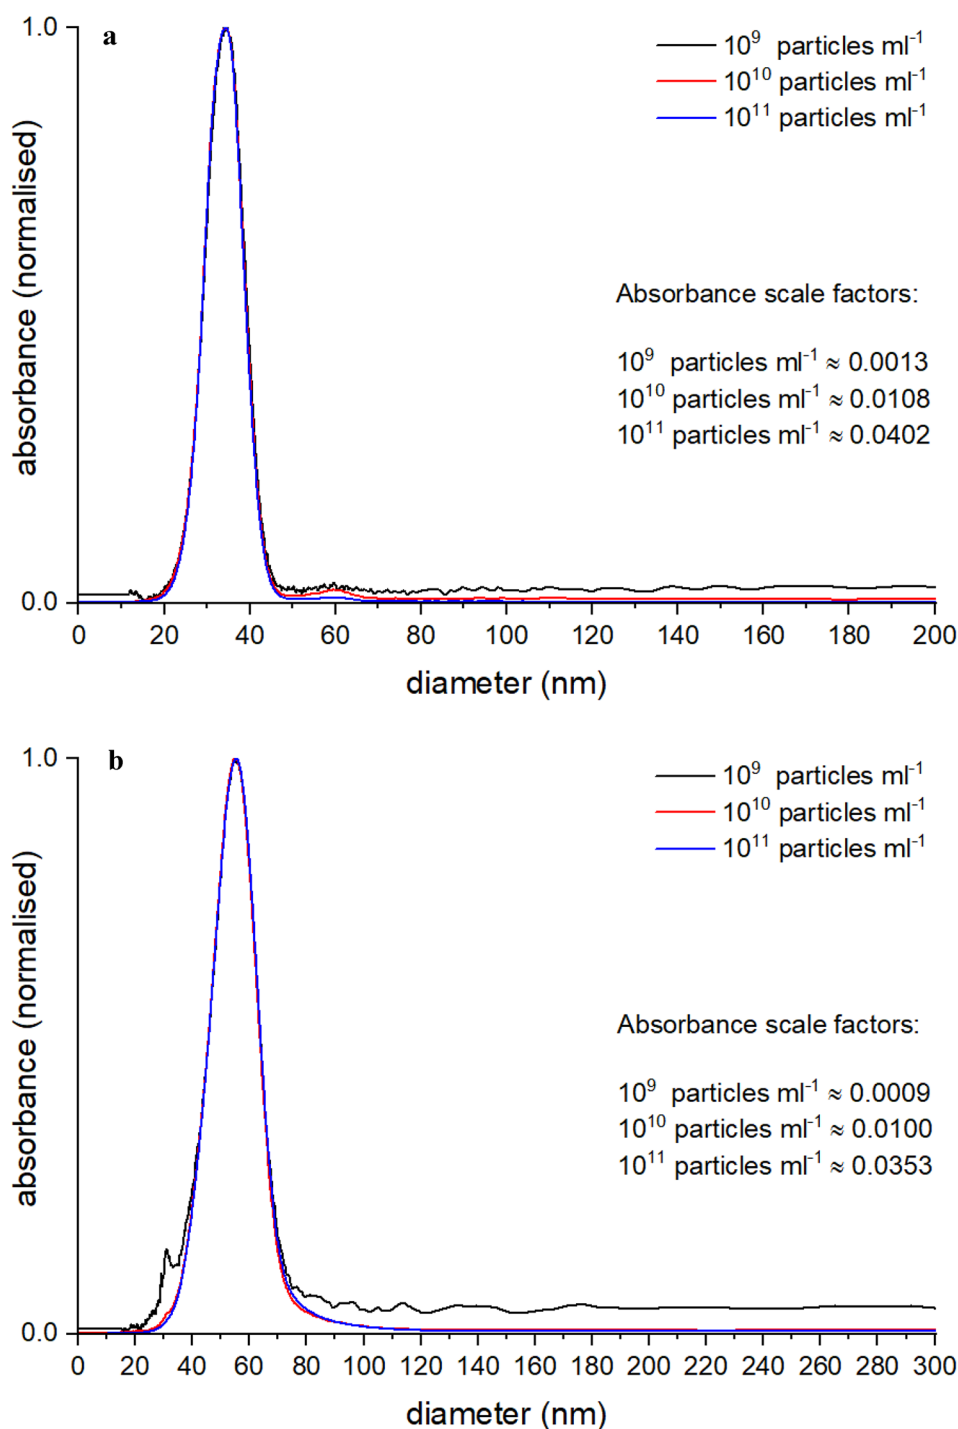 a
1.0
absorbance (normalised)
0.0
10⁹ particles ml⁻¹
10¹⁰ particles ml⁻¹
10¹¹ particles ml⁻¹
Absorbance scale factors:
10⁹ particles ml⁻¹ ≈ 0.0013
10¹⁰ particles ml⁻¹ ≈ 0.0108
10¹¹ particles ml⁻¹ ≈ 0.0402
0 20 40 60 80 100 120 140 160 180 200
diameter (nm)
b
1.0
absorbance (normalised)
0.0
10⁹ particles ml⁻¹
10¹⁰ particles ml⁻¹
10¹¹ particles ml⁻¹
Absorbance scale factors:
10⁹ particles ml⁻¹ ≈ 0.0009
10¹⁰ particles ml⁻¹ ≈ 0.0100
10¹¹ particles ml⁻¹ ≈ 0.0353
0 20 40 60 80 100 120 140 160 180 200 220 240 260 280 300
diameter (nm)